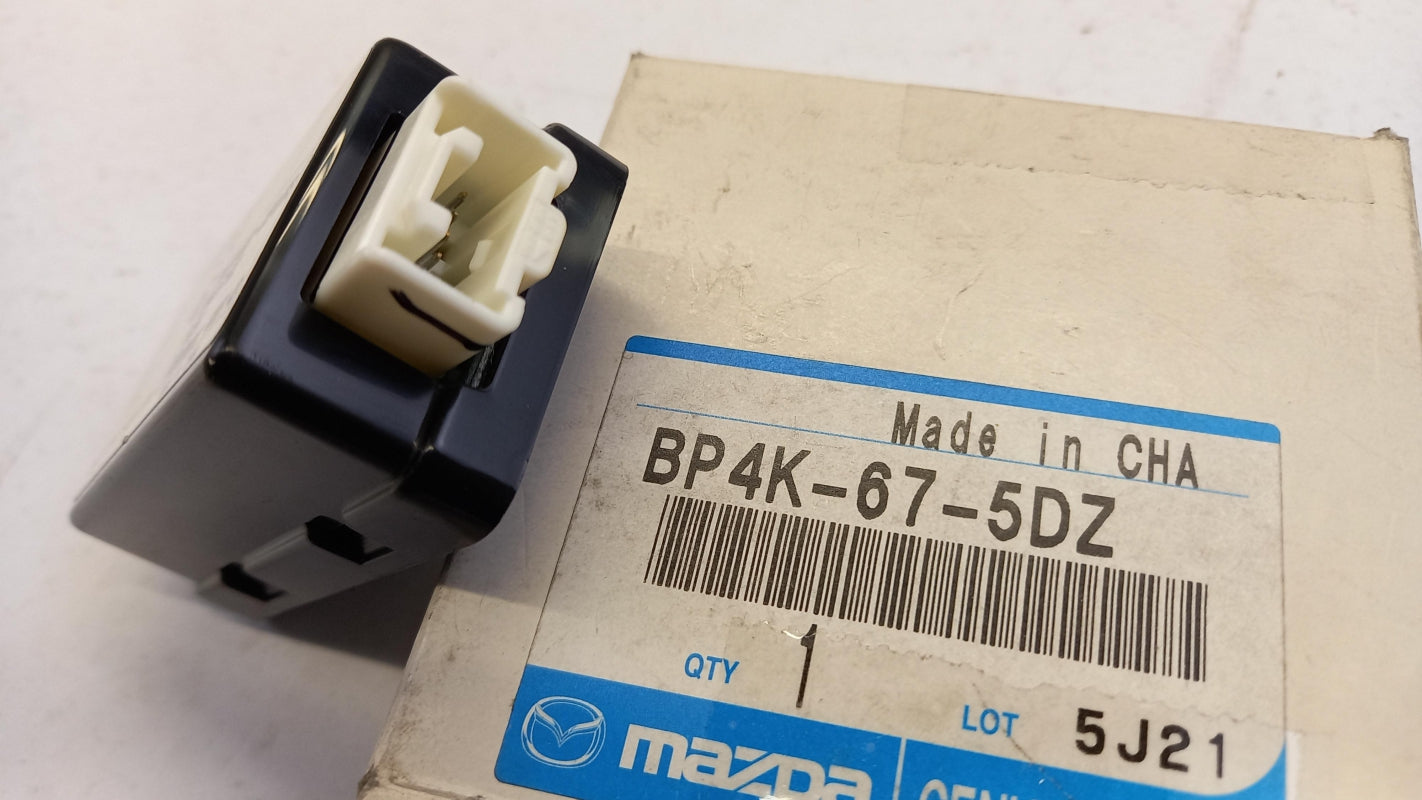 Made in CHA
BP4K-67-5DZ
QTY 1
LOT 5J21
mazda